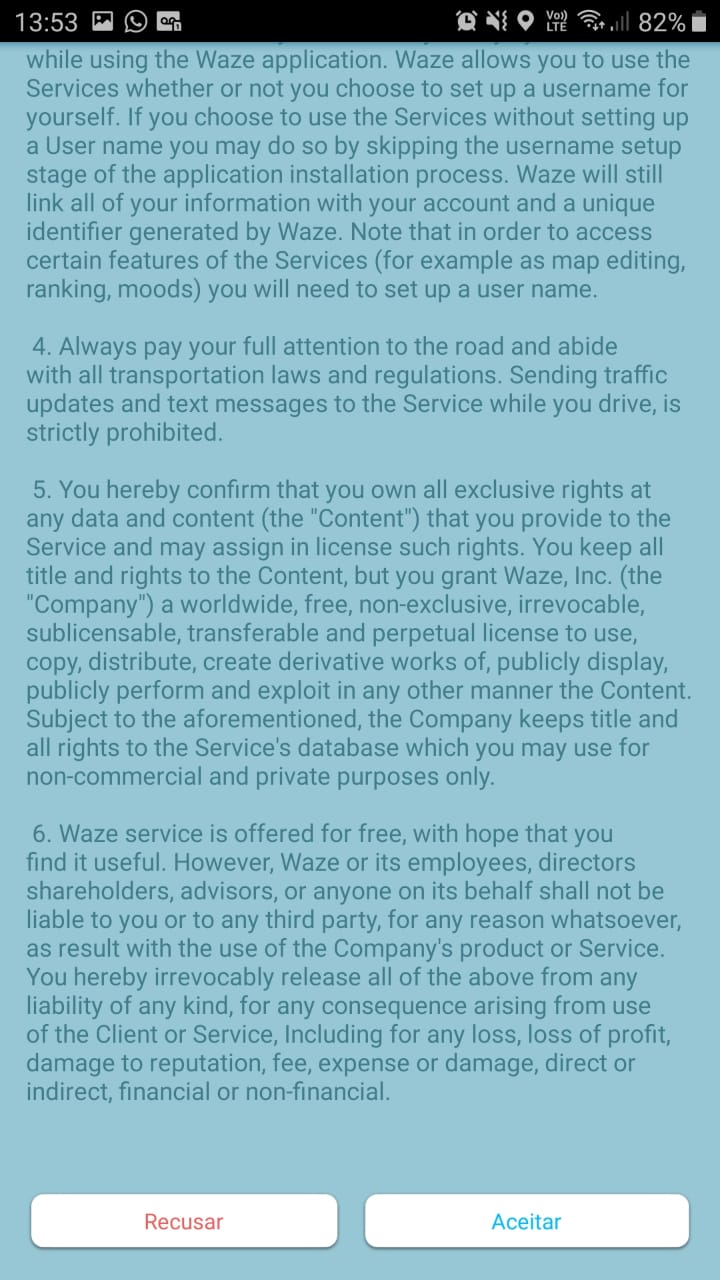 13:53
Vo))
LTE
82%
while using the Waze application. Waze allows you to use the
Services whether or not you choose to set up a username for
yourself. If you choose to use the Services without setting up
a User name you may do so by skipping the username setup
stage of the application installation process. Waze will still
link all of your information with your account and a unique
identifier generated by Waze. Note that in order to access
certain features of the Services (for example as map editing,
ranking, moods) you will need to set up a user name.
4. Always pay your full attention to the road and abide
with all transportation laws and regulations. Sending traffic
updates and text messages to the Service while you drive, is
strictly prohibited.
5. You hereby confirm that you own all exclusive rights at
any data and content (the "Content") that you provide to the
Service and may assign in license such rights. You keep all
title and rights to the Content, but you grant Waze, Inc. (the
"Company") a worldwide, free, non-exclusive, irrevocable,
sublicensable, transferable and perpetual license to use,
copy, distribute, create derivative works of, publicly display,
publicly perform and exploit in any other manner the Content.
Subject to the aforementioned, the Company keeps title and
all rights to the Service's database which you may use for
non-commercial and private purposes only.
6. Waze service is offered for free, with hope that you
find it useful. However, Waze or its employees, directors
shareholders, advisors, or anyone on its behalf shall not be
liable to you or to any third party, for any reason whatsoever,
as result with the use of the Company's product or Service.
You hereby irrevocably release all of the above from any
liability of any kind, for any consequence arising from use
of the Client or Service, Including for any loss, loss of profit,
damage to reputation, fee, expense or damage, direct or
indirect, financial or non-financial.
Recusar
Aceitar